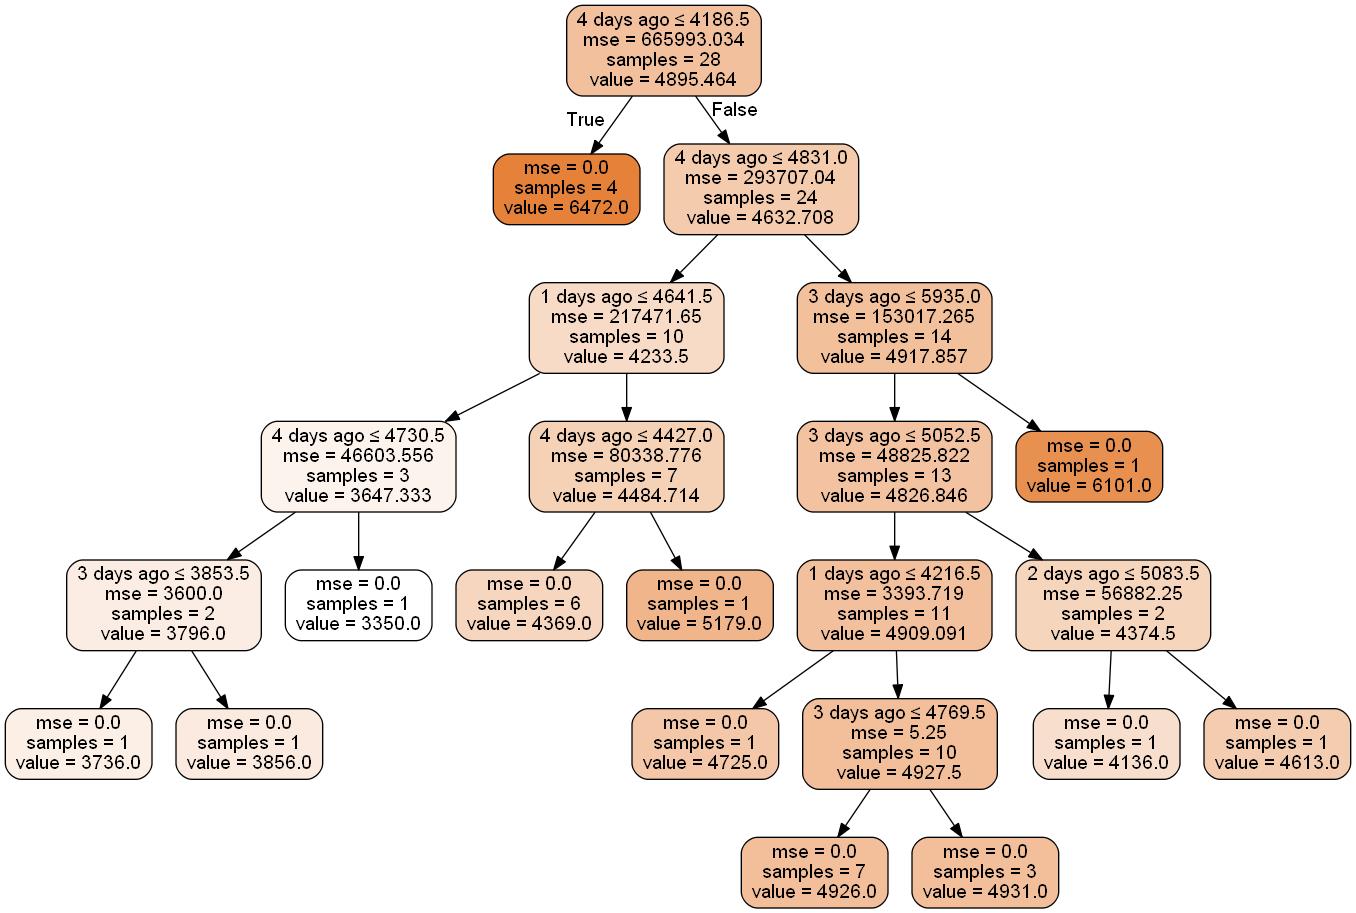 4 days ago ≤ 4186.5
mse = 665993.034
samples = 28
value = 4895.464
True
False
mse = 0.0
samples = 4
value = 6472.0
4 days ago ≤ 4831.0
mse = 293707.04
samples = 24
value = 4632.708
1 days ago ≤ 4641.5
mse = 217471.65
samples = 10
value = 4233.5
3 days ago ≤ 5935.0
mse = 153017.265
samples = 14
value = 4917.857
4 days ago ≤ 4730.5
mse = 46603.556
samples = 3
value = 3647.333
4 days ago ≤ 4427.0
mse = 80338.776
samples = 7
value = 4484.714
3 days ago ≤ 5052.5
mse = 48825.822
samples = 13
value = 4826.846
mse = 0.0
samples = 1
value = 6101.0
3 days ago ≤ 3853.5
mse = 3600.0
samples = 2
value = 3796.0
mse = 0.0
samples = 1
value = 3350.0
mse = 0.0
samples = 6
value = 4369.0
mse = 0.0
samples = 1
value = 5179.0
1 days ago ≤ 4216.5
mse = 3393.719
samples = 11
value = 4909.091
2 days ago ≤ 5083.5
mse = 56882.25
samples = 2
value = 4374.5
mse = 0.0
samples = 1
value = 3736.0
mse = 0.0
samples = 1
value = 3856.0
mse = 0.0
samples = 1
value = 4725.0
3 days ago ≤ 4769.5
mse = 5.25
samples = 10
value = 4927.5
mse = 0.0
samples = 1
value = 4136.0
mse = 0.0
samples = 1
value = 4613.0
mse = 0.0
samples = 7
value = 4926.0
mse = 0.0
samples = 3
value = 4931.0